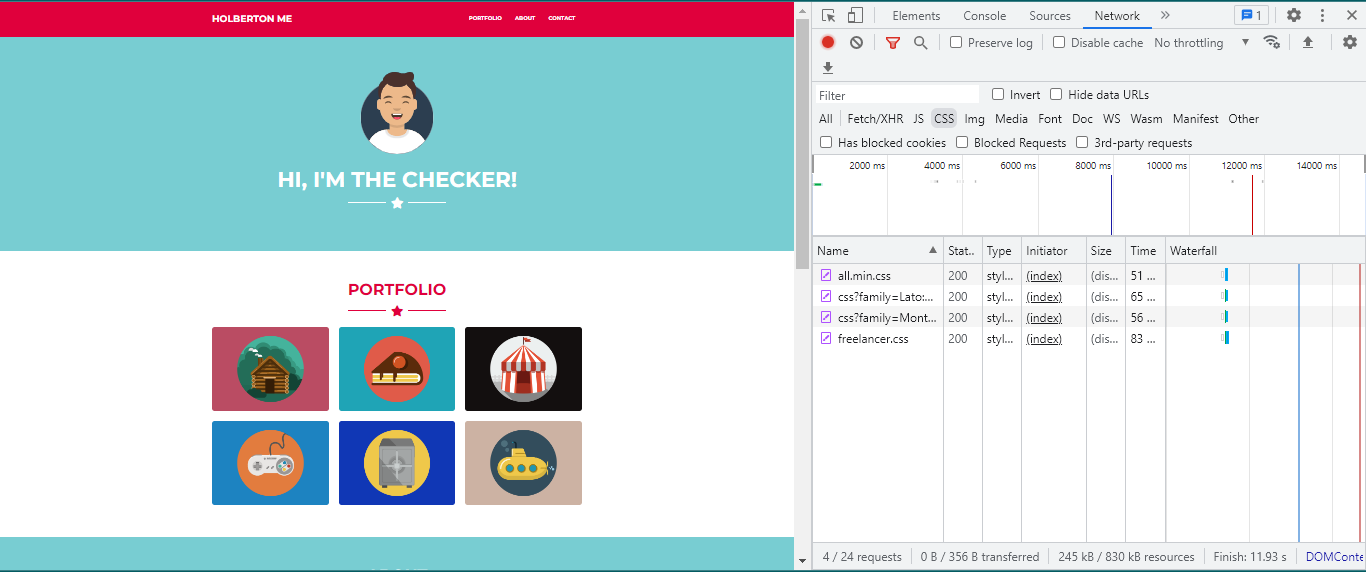 HOLBERTON ME
PORTFOLIO ABOUT CONTACT
HI, I'M THE CHECKER!
PORTFOLIO
Elements Console Sources Network 1
Preserve log Disable cache No throttling
Filter Invert Hide data URLs
All Fetch/XHR JS CSS Img Media Font Doc WS Wasm Manifest Other
Has blocked cookies Blocked Requests 3rd-party requests
2000 ms 4000 ms 6000 ms 8000 ms 10000 ms 12000 ms 14000 ms
Name Stat.. Type Initiator Size Time Waterfall
all.min.css 200 styl... (index) (dis... 51 ...
css?family=Lato:... 200 styl... (index) (dis... 65 ...
css?family=Mont... 200 styl... (index) (dis... 56 ...
freelancer.css 200 styl... (index) (dis... 83 ...
4 / 24 requests 0 B / 356 B transferred 245 kB / 830 kB resources Finish: 11.93 s DOMConte